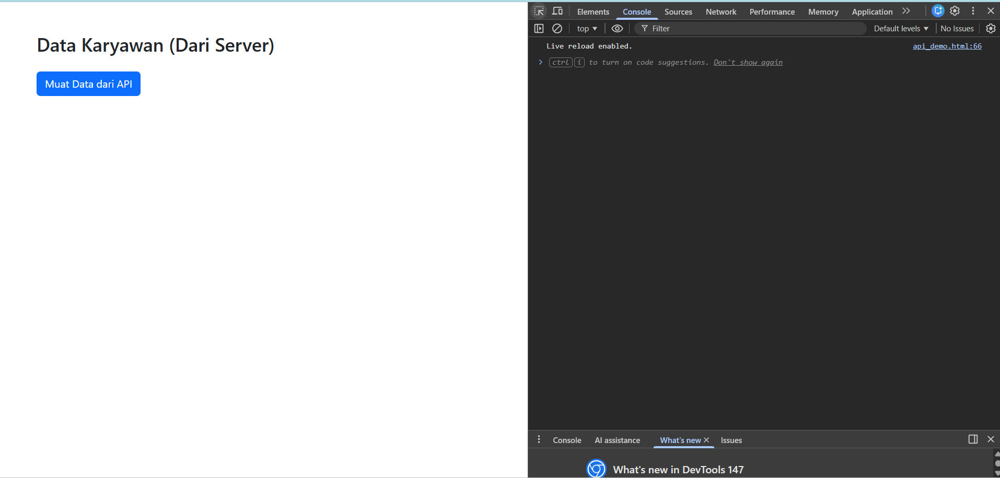 Data Karyawan (Dari Server)
Muat Data dari API
Elements Console Sources Network Performance Memory Application
top Filter Default levels No Issues
Live reload enabled. api_demo.html:66
ctrl i to turn on code suggestions. Don't show again
Console AI assistance What's new Issues
What's new in DevTools 147